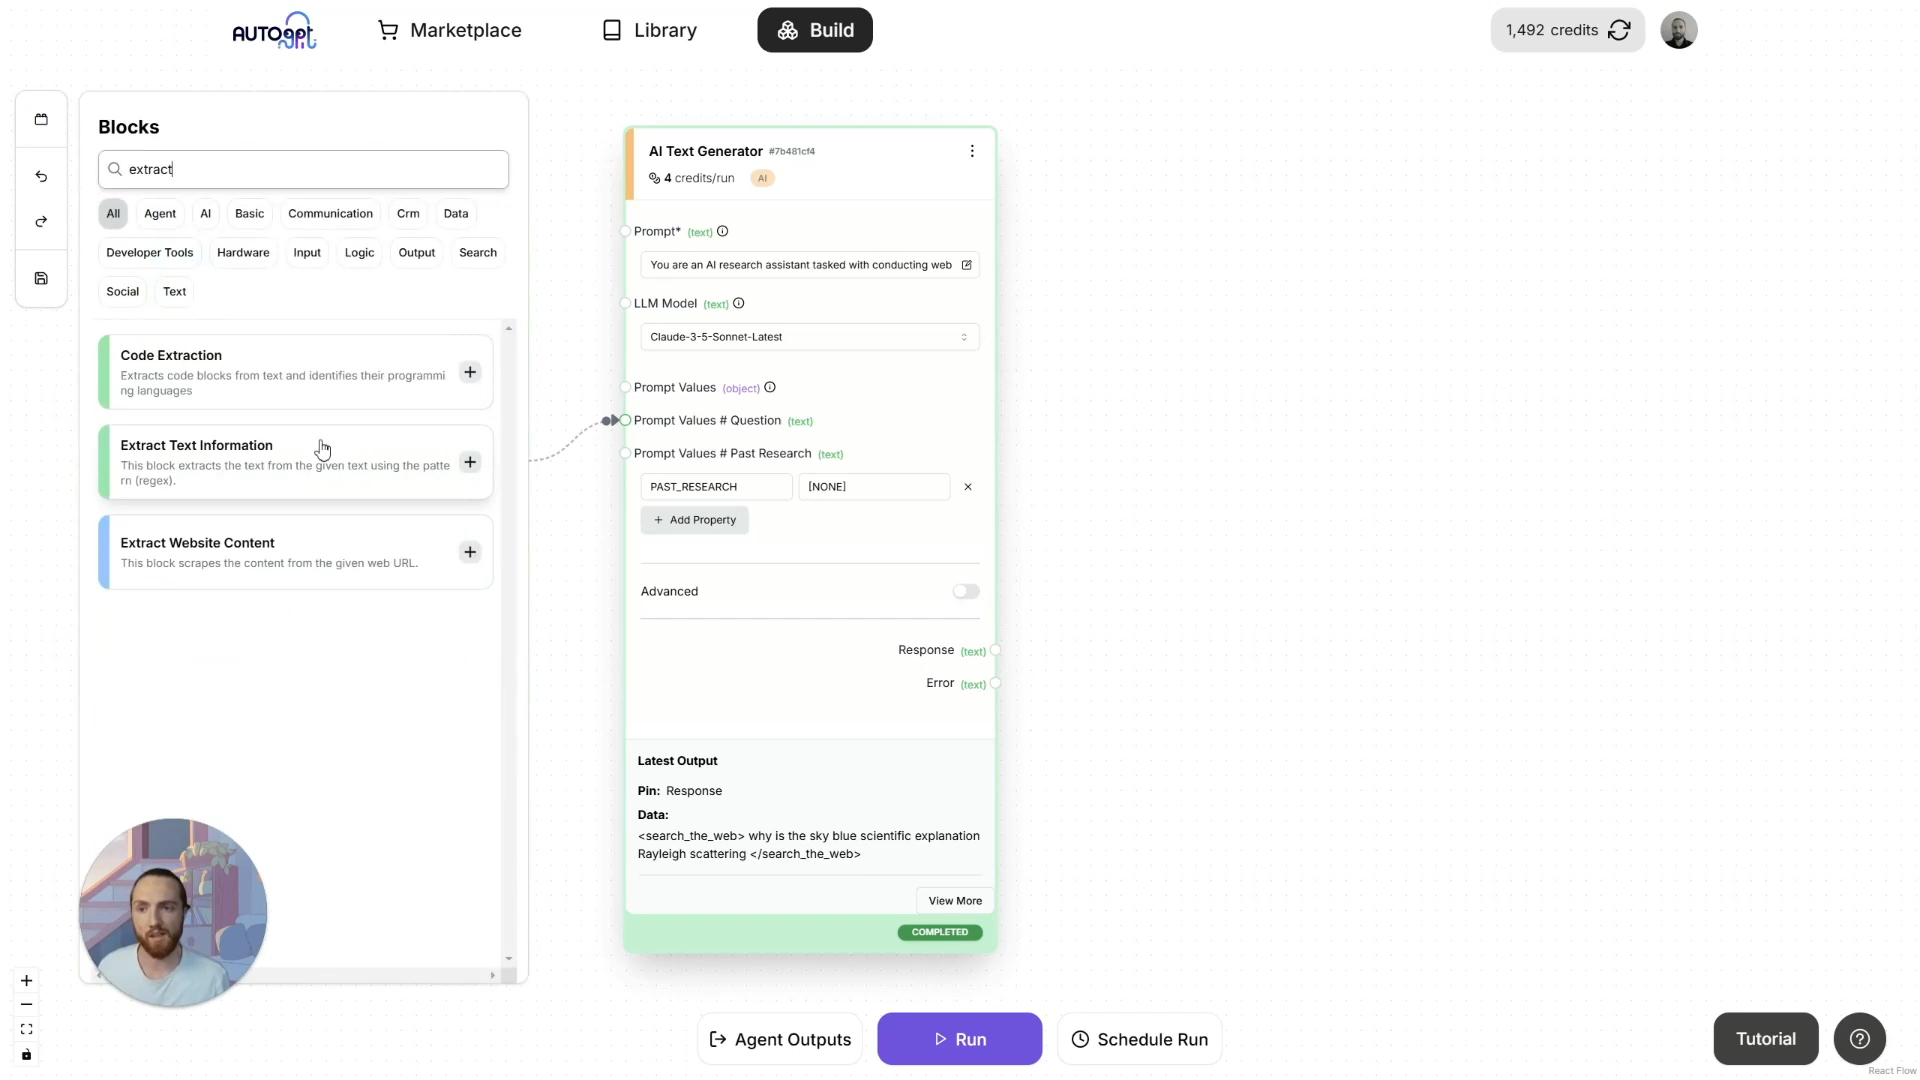 AUTOgpt
Marketplace
Library
Build
1,492 credits
Blocks
extract
All
Agent
AI
Basic
Communication
Crm
Data
Developer Tools
Hardware
Input
Logic
Output
Search
Social
Text
Code Extraction
Extracts code blocks from text and identifies their programmi
ng languages
Extract Text Information
This block extracts the text from the given text using the patte
rn (regex).
Extract Website Content
This block scrapes the content from the given web URL.
AI Text Generator #7b481cf4
4 credits/run AI
Prompt* (text)
You are an AI research assistant tasked with conducting web
LLM Model (text)
Claude-3-5-Sonnet-Latest
Prompt Values (object)
Prompt Values # Question (text)
Prompt Values # Past Research (text)
PAST_RESEARCH
[NONE]
Add Property
Advanced
Response (text)
Error (text)
Latest Output
Pin: Response
Data:
<search_the_web> why is the sky blue scientific explanation
Rayleigh scattering </search_the_web>
View More
COMPLETED
Agent Outputs
Run
Schedule Run
Tutorial
React Flow